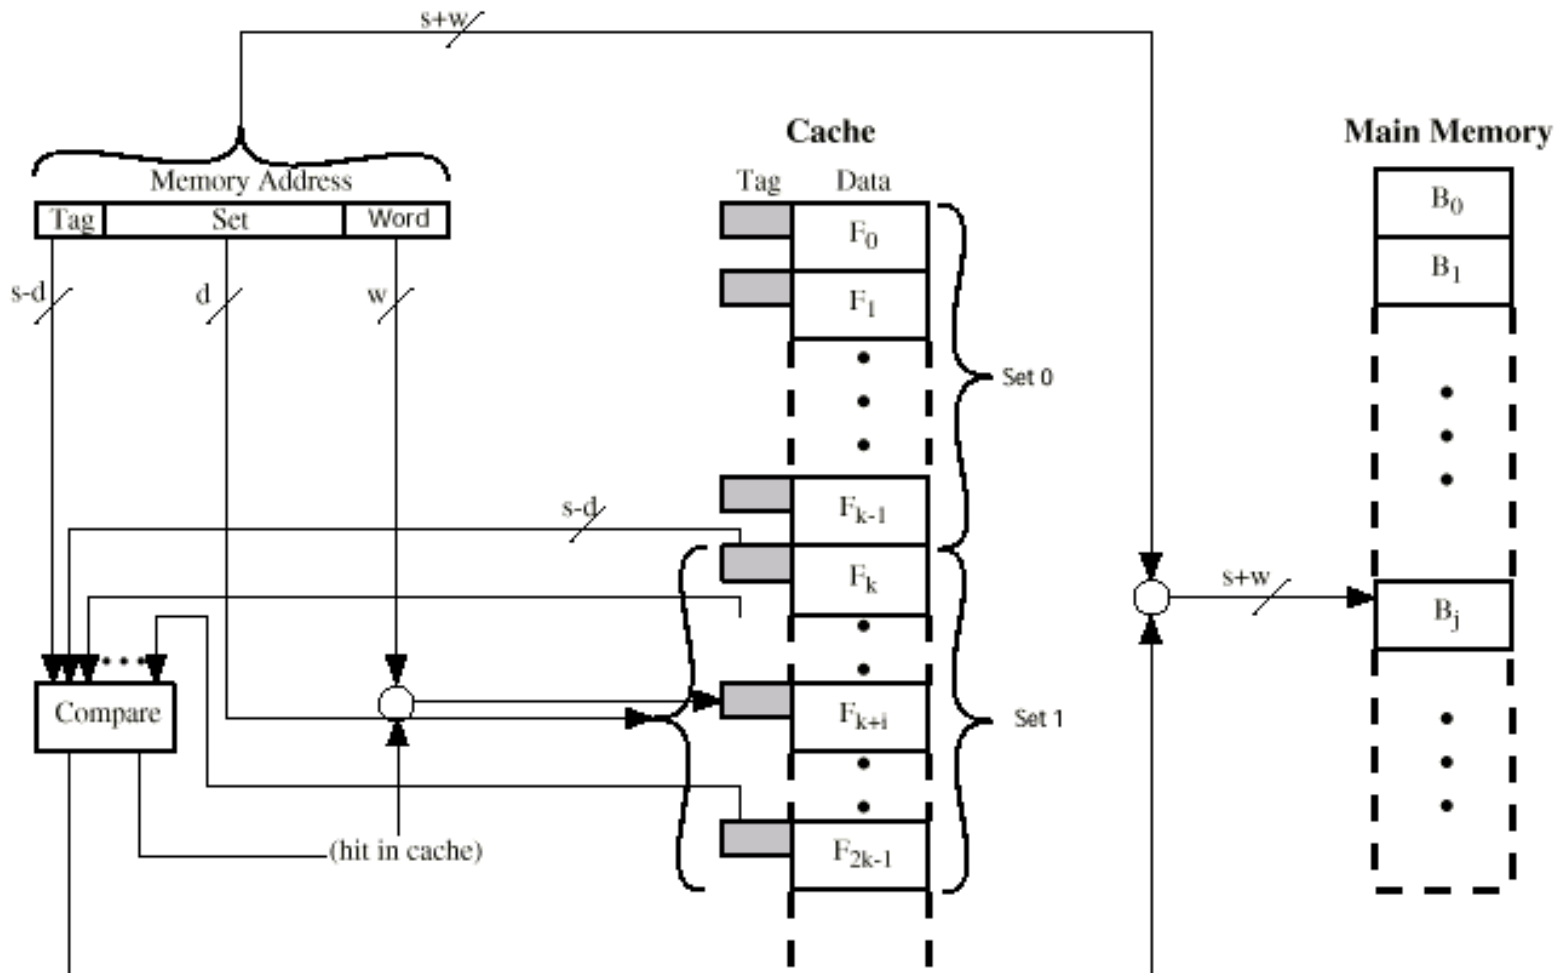 s+w
Cache
Main Memory
Memory Address
Tag Data
Tag Set Word
B0
F0
B1
s-d d w
F1
Set 0
s-d
Fk-1
Fk
s+w
Bj
Compare
Fk+i
Set 1
(hit in cache)
F2k-1